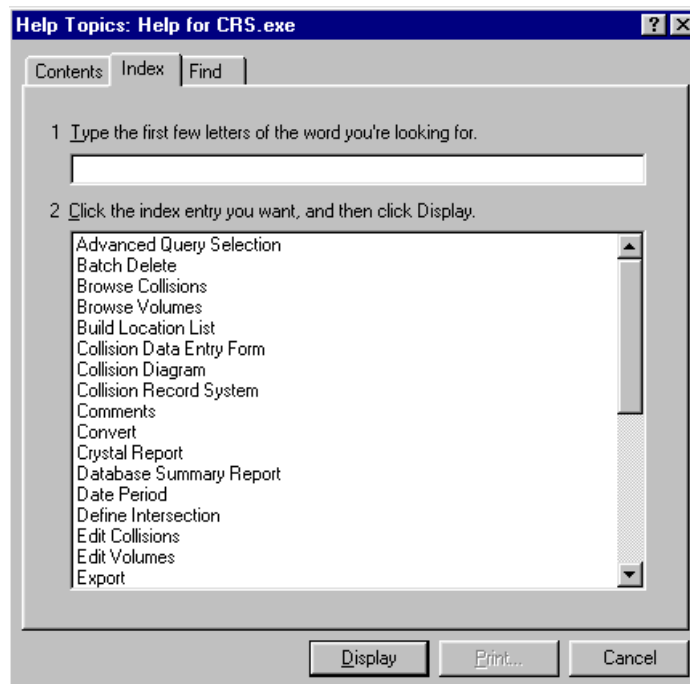 Help Topics: Help for CRS.exe
Contents Index Find
1 Type the first few letters of the word you're looking for.
2 Click the index entry you want, and then click Display.
Advanced Query Selection
Batch Delete
Browse Collisions
Browse Volumes
Build Location List
Collision Data Entry Form
Collision Diagram
Collision Record System
Comments
Convert
Crystal Report
Database Summary Report
Date Period
Define Intersection
Edit Collisions
Edit Volumes
Export
Display Print... Cancel